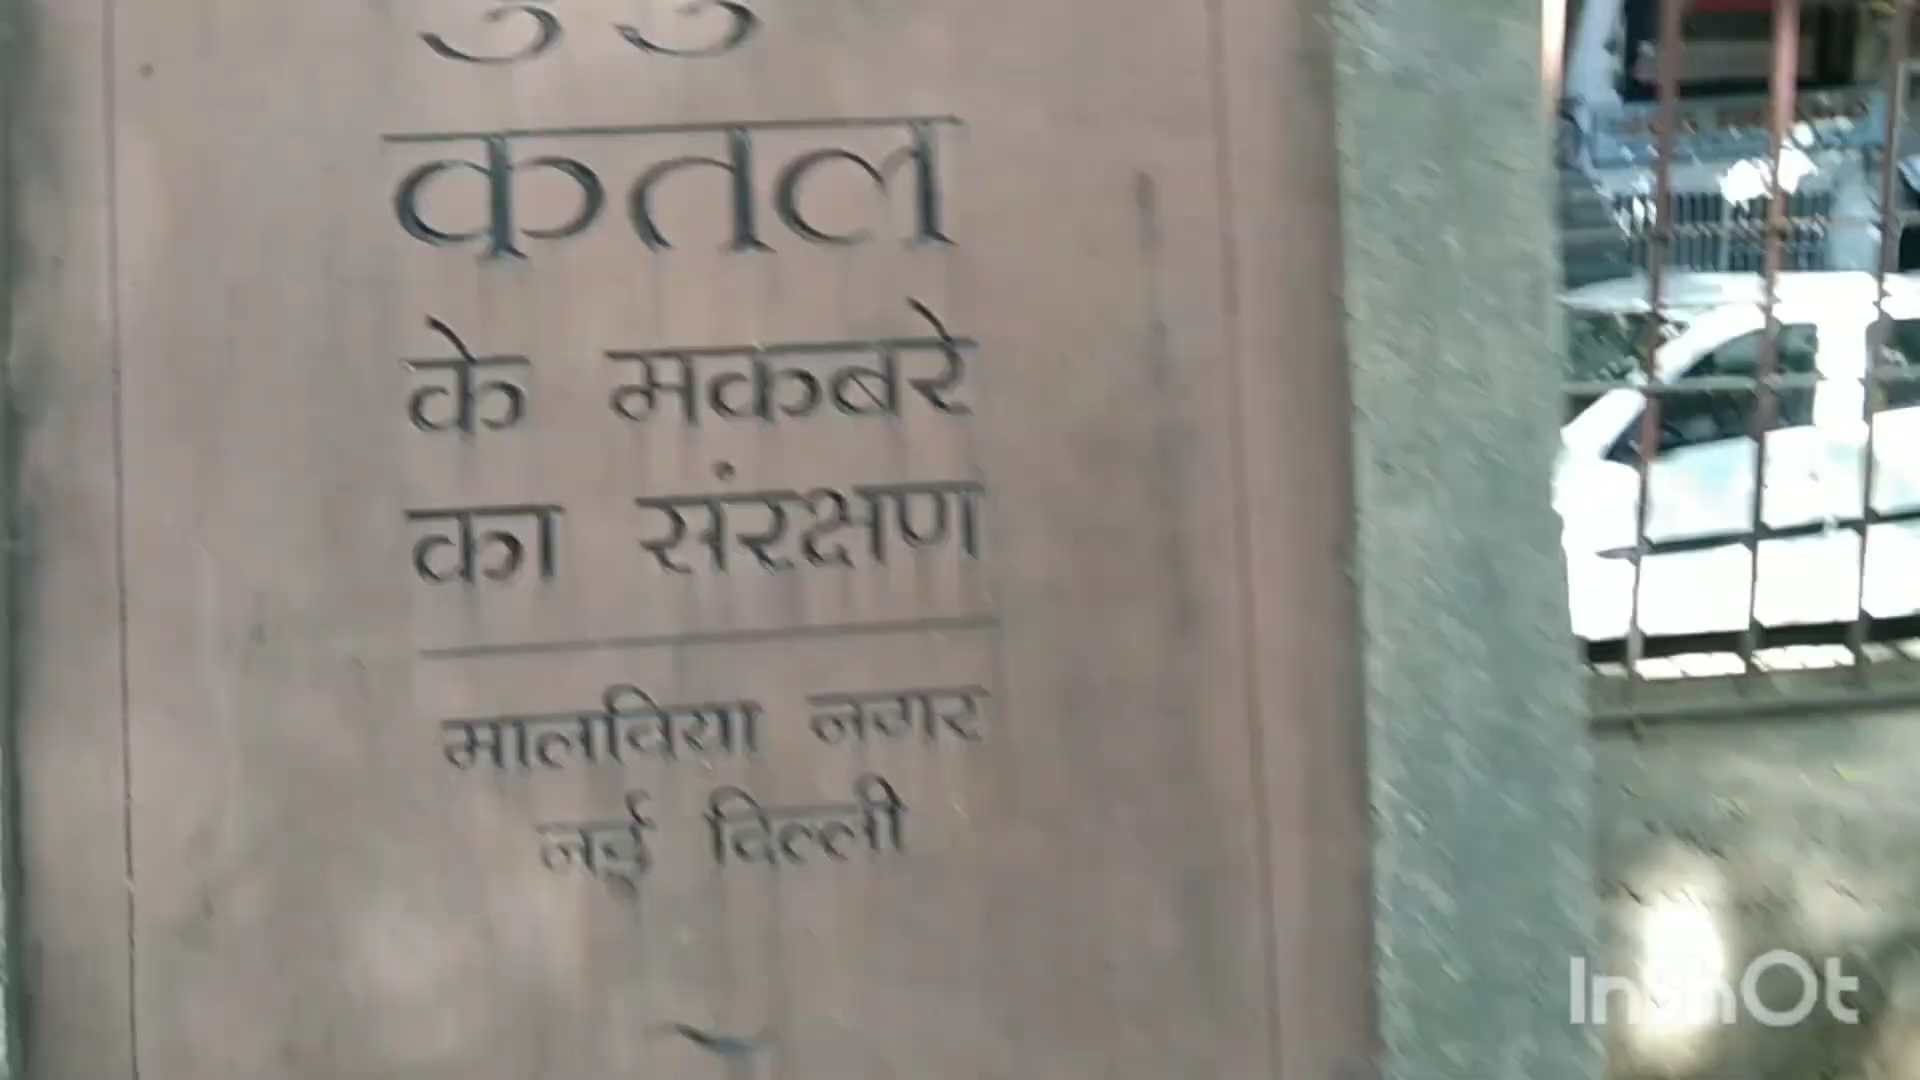 कतल
के मकबरे
का संरक्षण
मालविया नगर
नई दिल्ली
InshOt